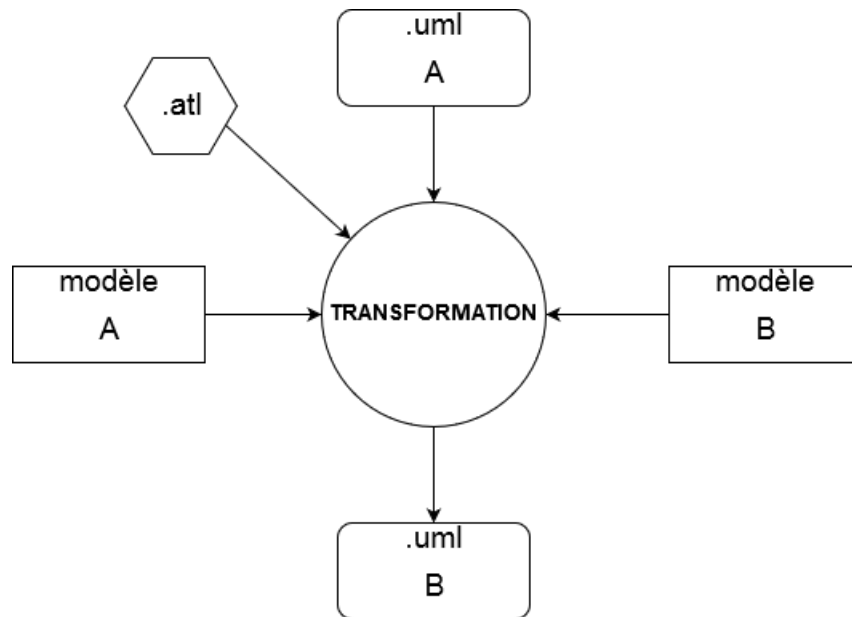 .uml
A
.atl
modèle
A
TRANSFORMATION
modèle
B
.uml
B